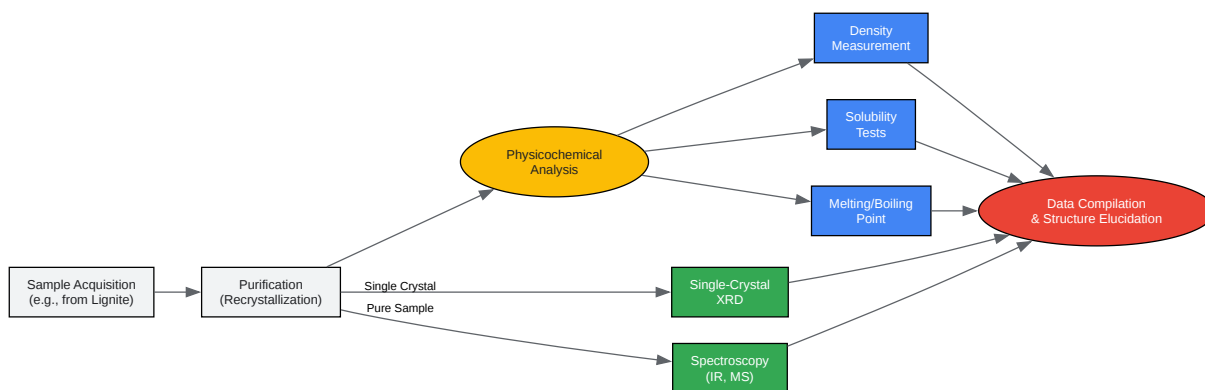 Density
Measurement
Solubility
Tests
Physicochemical
Analysis
Melting/Boiling
Point
Data Compilation
& Structure Elucidation
Sample Acquisition
(e.g., from Lignite)
Purification
(Recrystallization)
Single Crystal
Pure Sample
Single-Crystal
XRD
Spectroscopy
(IR, MS)